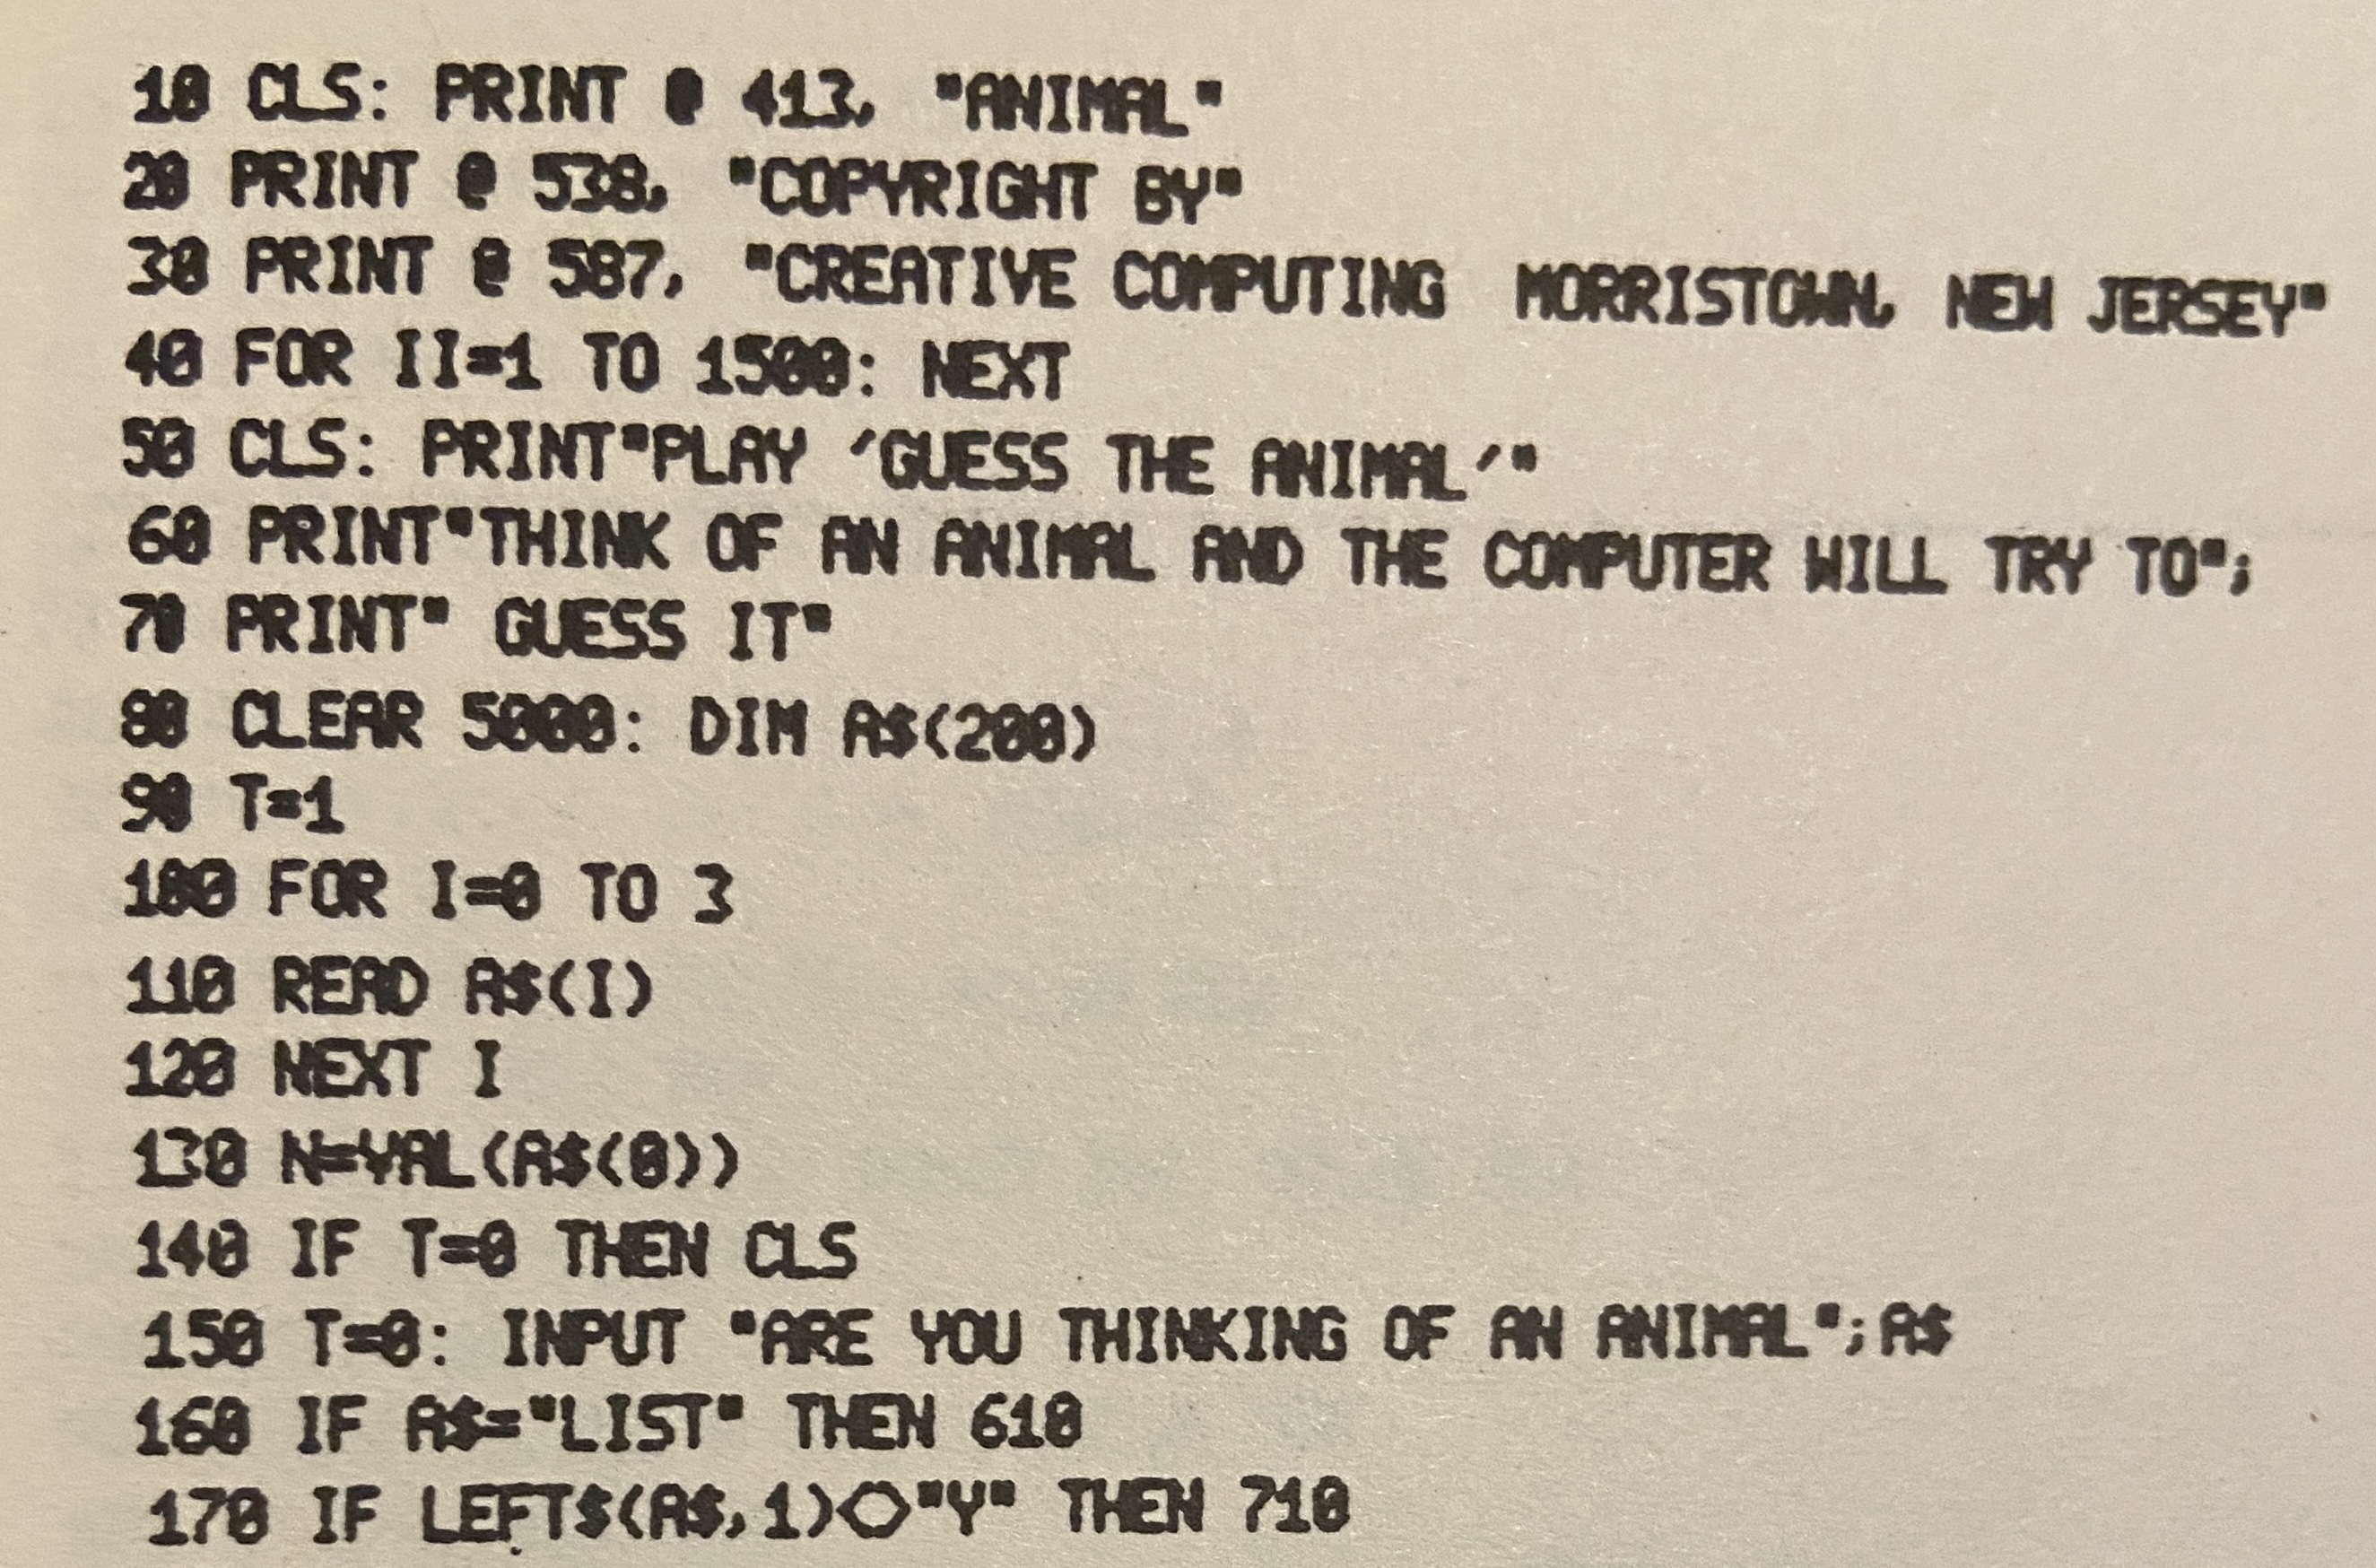 10 CLS: PRINT @ 413, "ANIMAL"
20 PRINT @ 538, "COPYRIGHT BY"
30 PRINT @ 587, "CREATIVE COMPUTING  MORRISTOWN, NEW JERSEY"
40 FOR II=1 TO 1500: NEXT
50 CLS: PRINT"PLAY 'GUESS THE ANIMAL'"
60 PRINT"THINK OF AN ANIMAL AND THE COMPUTER WILL TRY TO";
70 PRINT" GUESS IT"
80 CLEAR 5000: DIM A$(200)
90 T=1
100 FOR I=0 TO 3
110 READ A$(I)
120 NEXT I
130 N=VAL(A$(0))
140 IF T=0 THEN CLS
150 T=0: INPUT "ARE YOU THINKING OF AN ANIMAL";A$
160 IF A$="LIST" THEN 610
170 IF LEFT$(A$,1)<>"Y" THEN 710